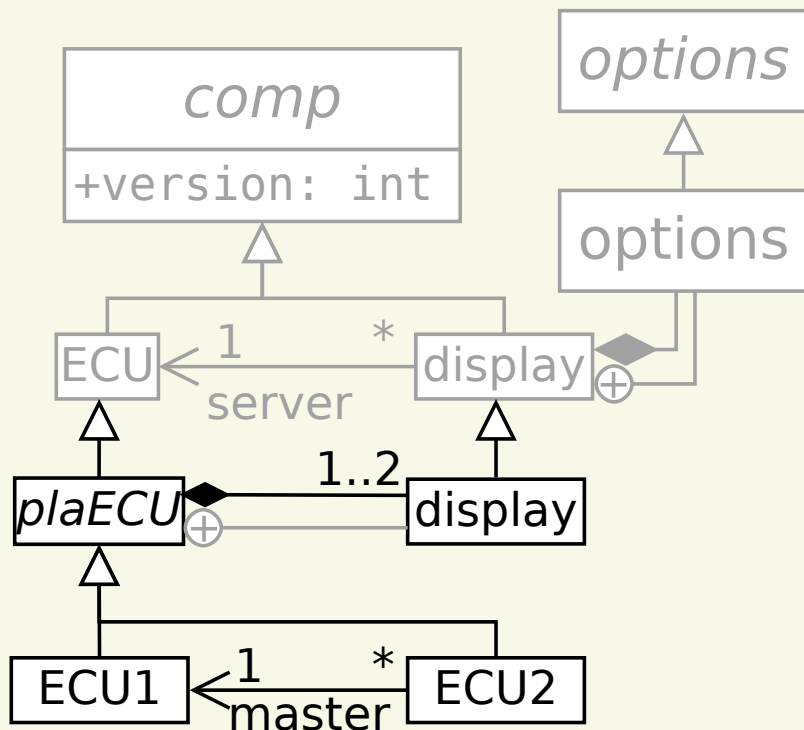 options
comp
+version: int
options
1 *
ECU display
server
1..2
plaECU display
1 *
ECU1 ECU2
master